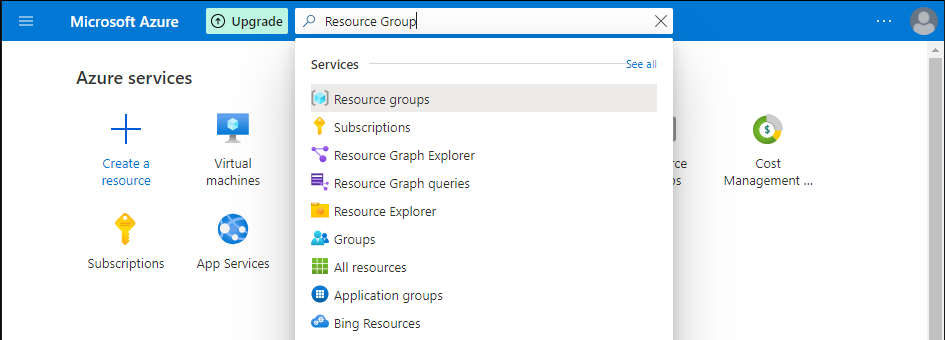 Microsoft Azure
Upgrade
Resource Group
...
Azure services
Services
See all
Resource groups
Subscriptions
Resource Graph Explorer
Resource Graph queries
Resource Explorer
Groups
All resources
Application groups
Bing Resources
Create a
resource
Virtual
machines
Cost
Management ...
Subscriptions
App Services